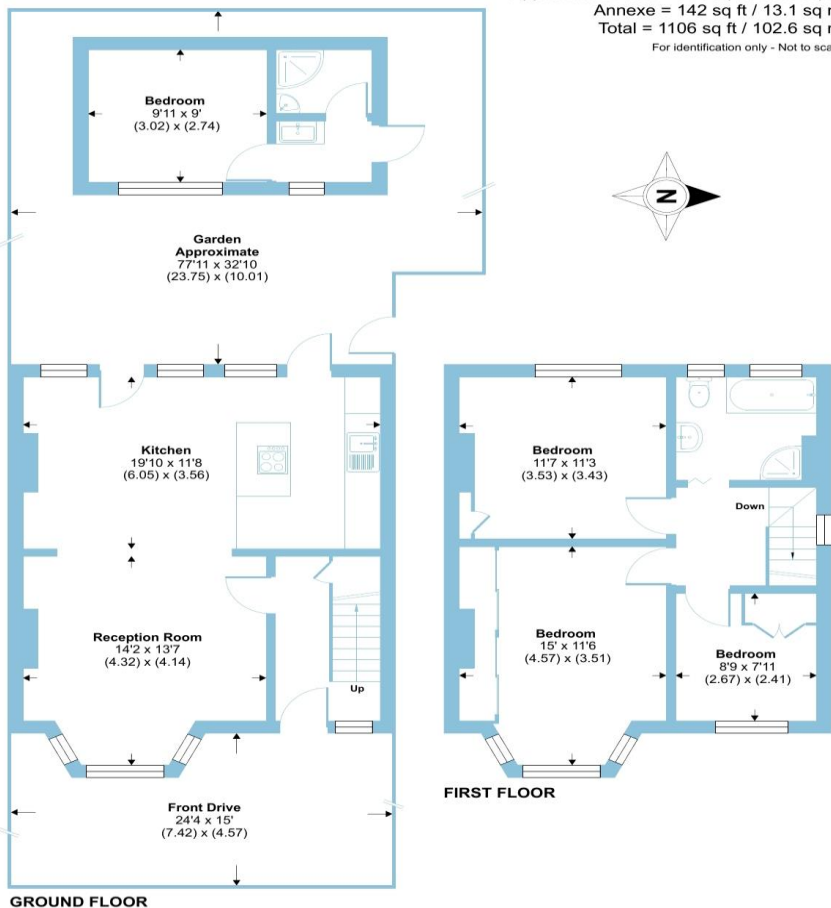 Annexe = 142 sq ft / 13.1 sq
Total = 1106 sq ft / 102.6 sq
For identification only - Not to
Bedroom
9'11 x 9'
(3.02) x (2.74)
N
Garden
Approximate
77'11 x 32'10
(23.75) x (10.01)
Kitchen
19'10 x 11'8
(6.05) x (3.56)
Reception Room
14'2 x 13'7
(4.32) x (4.14)
Up
Front Drive
24'4 x 15'
(7.42) x (4.57)
GROUND FLOOR
Bedroom
11'7 x 11'3
(3.53) x (3.43)
Down
Bedroom
15' x 11'6
(4.57) x (3.51)
Bedroom
8'9 x 7'11
(2.67) x (2.41)
FIRST FLOOR